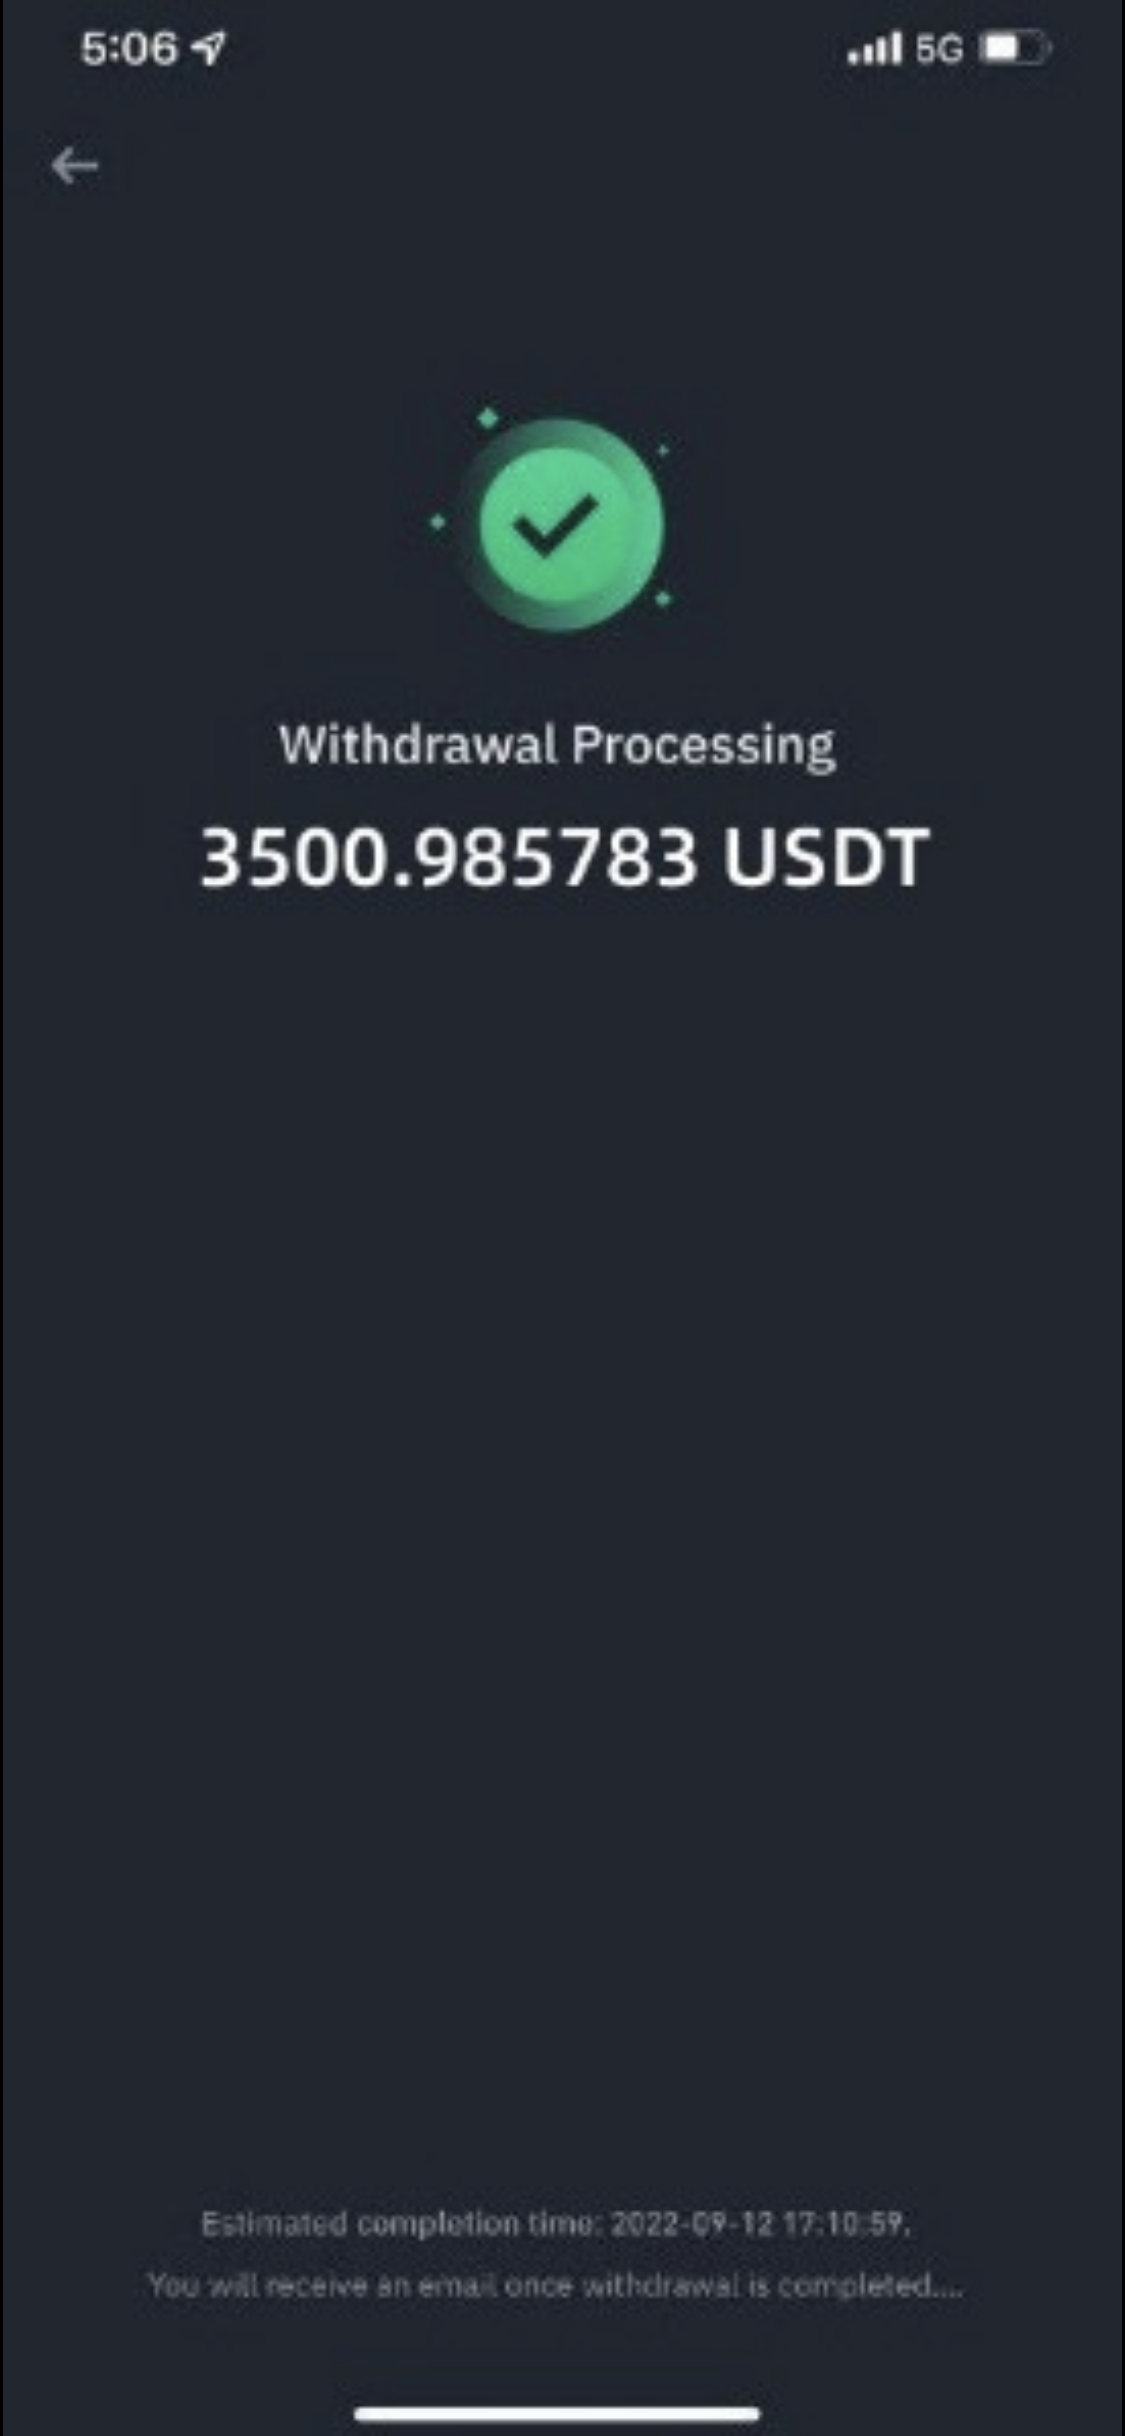 5:06
5G
Withdrawal Processing
3500.985783 USDT
Estimated completion time: 2022-09-12 17:10:59.
You will receive an email once withdrawal is completed....